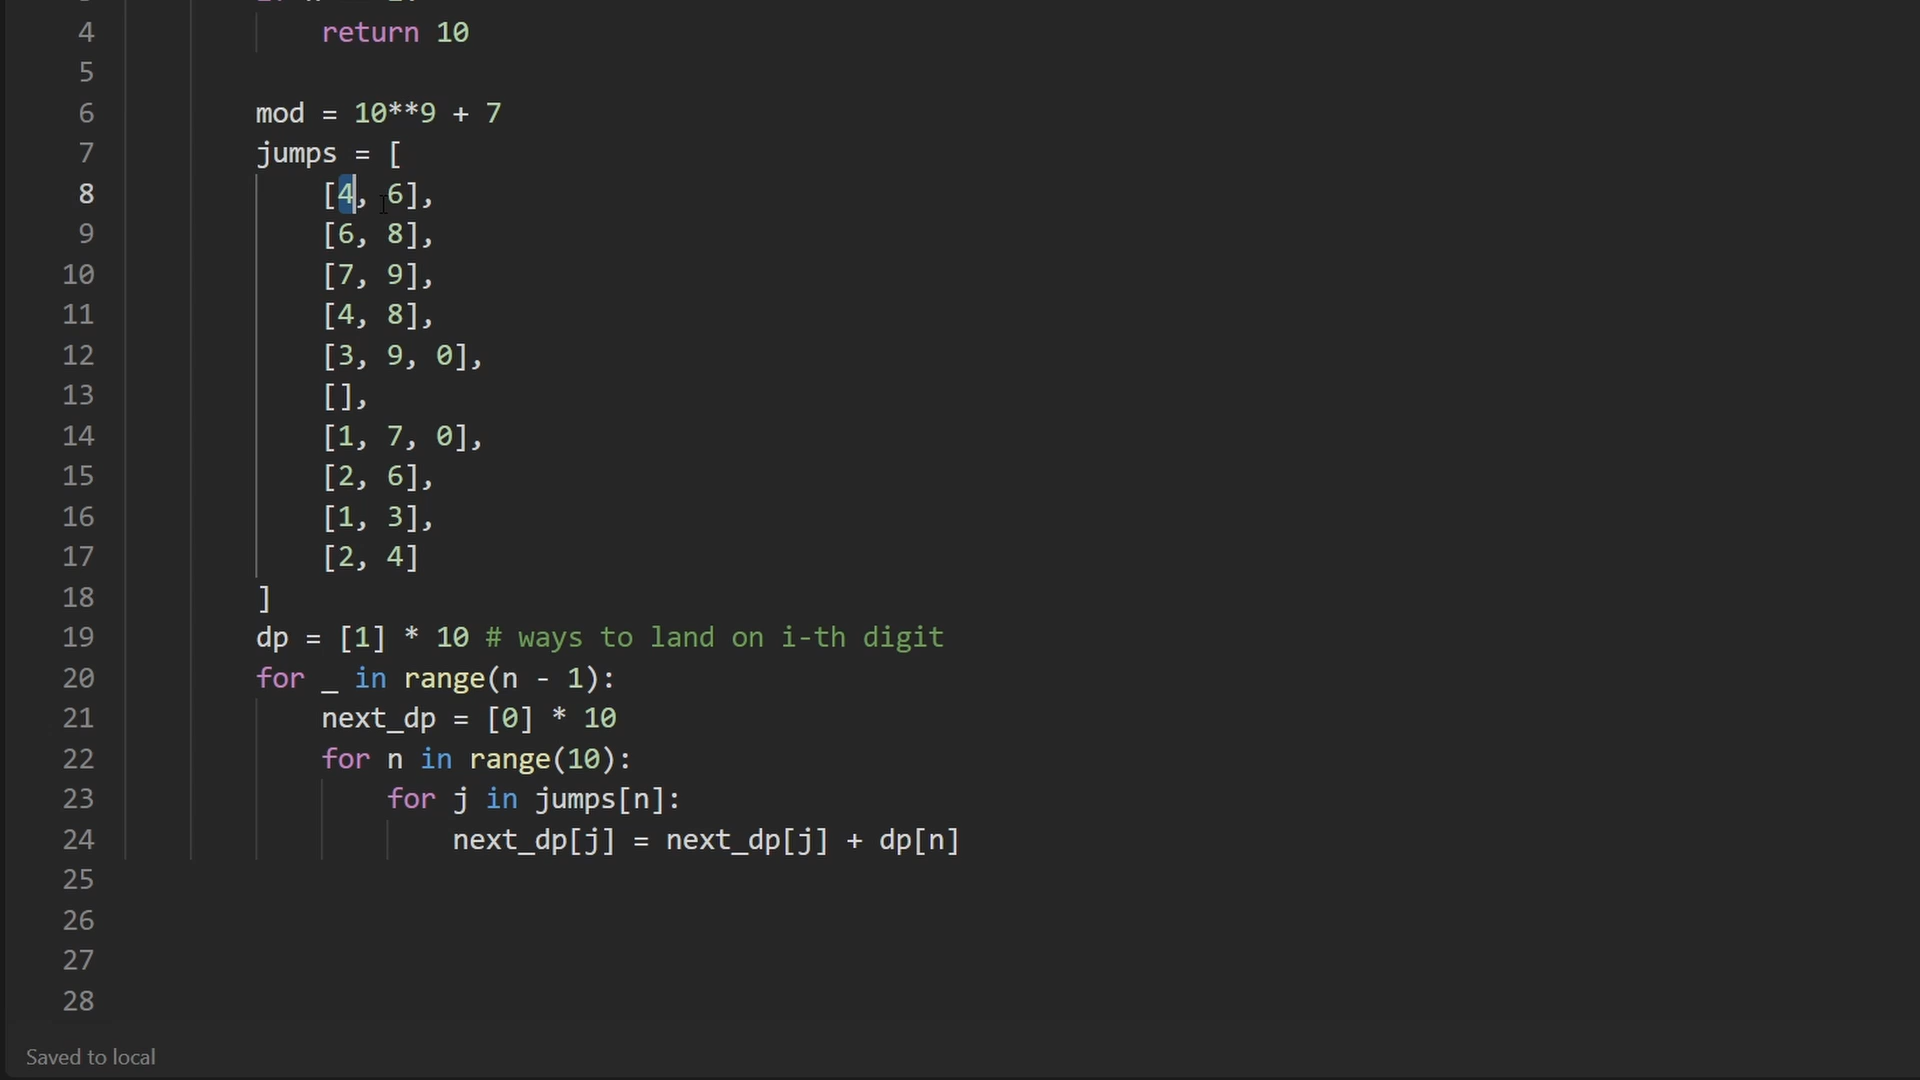 4 return 10
5
6 mod = 10**9 + 7
7 jumps = [
8 [4, 6],
9 [6, 8],
10 [7, 9],
11 [4, 8],
12 [3, 9, 0],
13 [],
14 [1, 7, 0],
15 [2, 6],
16 [1, 3],
17 [2, 4]
18 ]
19 dp = [1] * 10 # ways to land on i-th digit
20 for _ in range(n - 1):
21 next_dp = [0] * 10
22 for n in range(10):
23 for j in jumps[n]:
24 next_dp[j] = next_dp[j] + dp[n]
25
26
27
28
Saved to local